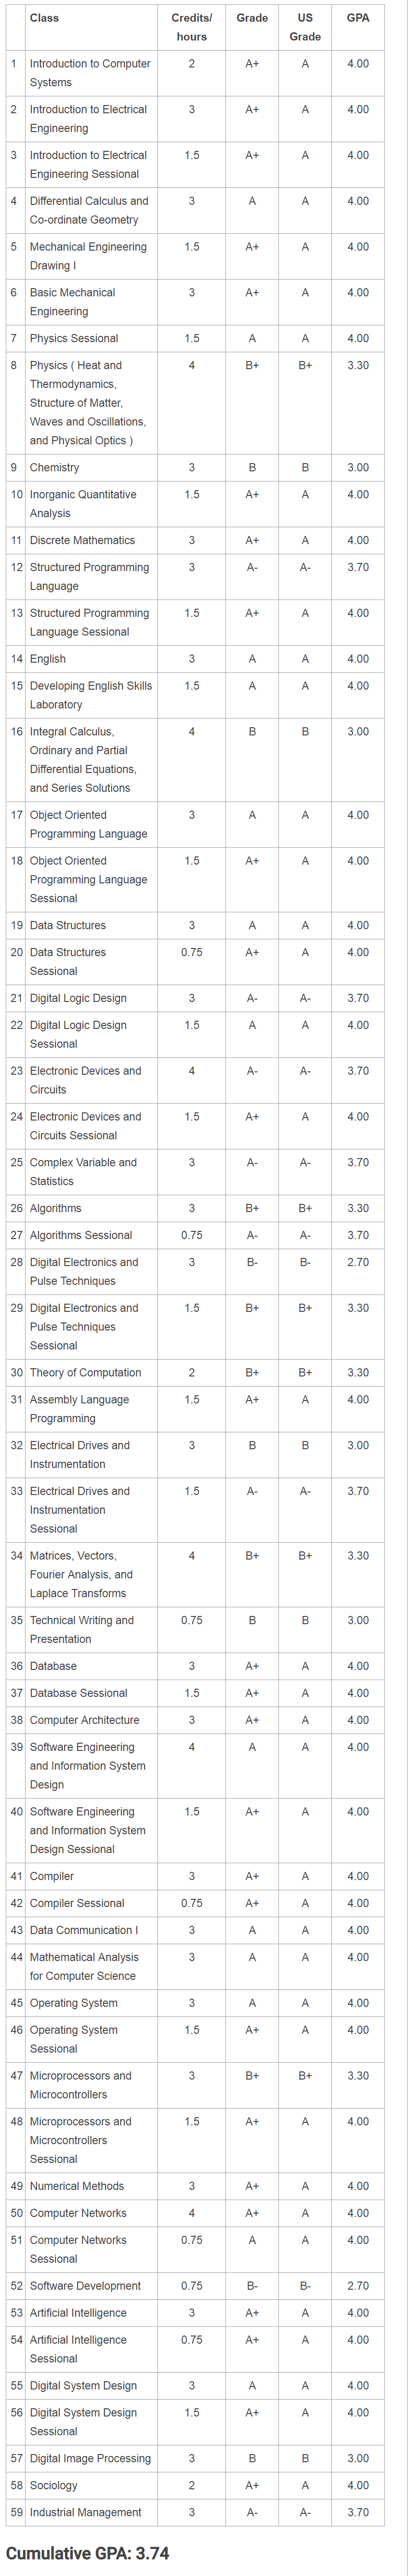 Class Credits/ Grade US GPA
hours Grade
1 Introduction to Computer 2 A+ A 4.00
Systems
2 Introduction to Electrical 3 A+ A 4.00
Engineering
3 Introduction to Electrical 1.5 A+ A 4.00
Engineering Sessional
4 Differential Calculus and 3 A A 4.00
Co-ordinate Geometry
5 Mechanical Engineering 1.5 A+ A 4.00
Drawing I
6 Basic Mechanical 3 A+ A 4.00
Engineering
7 Physics Sessional 1.5 A A 4.00
8 Physics ( Heat and 4 B+ B+ 3.30
Thermodynamics,
Structure of Matter,
Waves and Oscillations,
and Physical Optics )
9 Chemistry 3 B B 3.00
10 Inorganic Quantitative 1.5 A+ A 4.00
Analysis
11 Discrete Mathematics 3 A+ A 4.00
12 Structured Programming 3 A- A- 3.70
Language
13 Structured Programming 1.5 A+ A 4.00
Language Sessional
14 English 3 A A 4.00
15 Developing English Skills 1.5 A A 4.00
Laboratory
16 Integral Calculus, 4 B B 3.00
Ordinary and Partial
Differential Equations,
and Series Solutions
17 Object Oriented 3 A A 4.00
Programming Language
18 Object Oriented 1.5 A+ A 4.00
Programming Language
Sessional
19 Data Structures 3 A A 4.00
20 Data Structures 0.75 A+ A 4.00
Sessional
21 Digital Logic Design 3 A- A- 3.70
22 Digital Logic Design 1.5 A A 4.00
Sessional
23 Electronic Devices and 4 A- A- 3.70
Circuits
24 Electronic Devices and 1.5 A+ A 4.00
Circuits Sessional
25 Complex Variable and 3 A- A- 3.70
Statistics
26 Algorithms 3 B+ B+ 3.30
27 Algorithms Sessional 0.75 A- A- 3.70
28 Digital Electronics and 3 B- B- 2.70
Pulse Techniques
29 Digital Electronics and 1.5 B+ B+ 3.30
Pulse Techniques
Sessional
30 Theory of Computation 2 B+ B+ 3.30
31 Assembly Language 1.5 A+ A 4.00
Programming
32 Electrical Drives and 3 B B 3.00
Instrumentation
33 Electrical Drives and 1.5 A- A- 3.70
Instrumentation
Sessional
34 Matrices, Vectors, 4 B+ B+ 3.30
Fourier Analysis, and
Laplace Transforms
35 Technical Writing and 0.75 B B 3.00
Presentation
36 Database 3 A+ A 4.00
37 Database Sessional 1.5 A+ A 4.00
38 Computer Architecture 3 A+ A 4.00
39 Software Engineering 4 A A 4.00
and Information System
Design
40 Software Engineering 1.5 A+ A 4.00
and Information System
Design Sessional
41 Compiler 3 A+ A 4.00
42 Compiler Sessional 0.75 A+ A 4.00
43 Data Communication I 3 A A 4.00
44 Mathematical Analysis 3 A A 4.00
for Computer Science
45 Operating System 3 A A 4.00
46 Operating System 1.5 A+ A 4.00
Sessional
47 Microprocessors and 3 B+ B+ 3.30
Microcontrollers
48 Microprocessors and 1.5 A+ A 4.00
Microcontrollers
Sessional
49 Numerical Methods 3 A+ A 4.00
50 Computer Networks 4 A+ A 4.00
51 Computer Networks 0.75 A A 4.00
Sessional
52 Software Development 0.75 B- B- 2.70
53 Artificial Intelligence 3 A+ A 4.00
54 Artificial Intelligence 0.75 A+ A 4.00
Sessional
55 Digital System Design 3 A A 4.00
56 Digital System Design 1.5 A+ A 4.00
Sessional
57 Digital Image Processing 3 B B 3.00
58 Sociology 2 A+ A 4.00
59 Industrial Management 3 A- A- 3.70
Cumulative GPA: 3.74